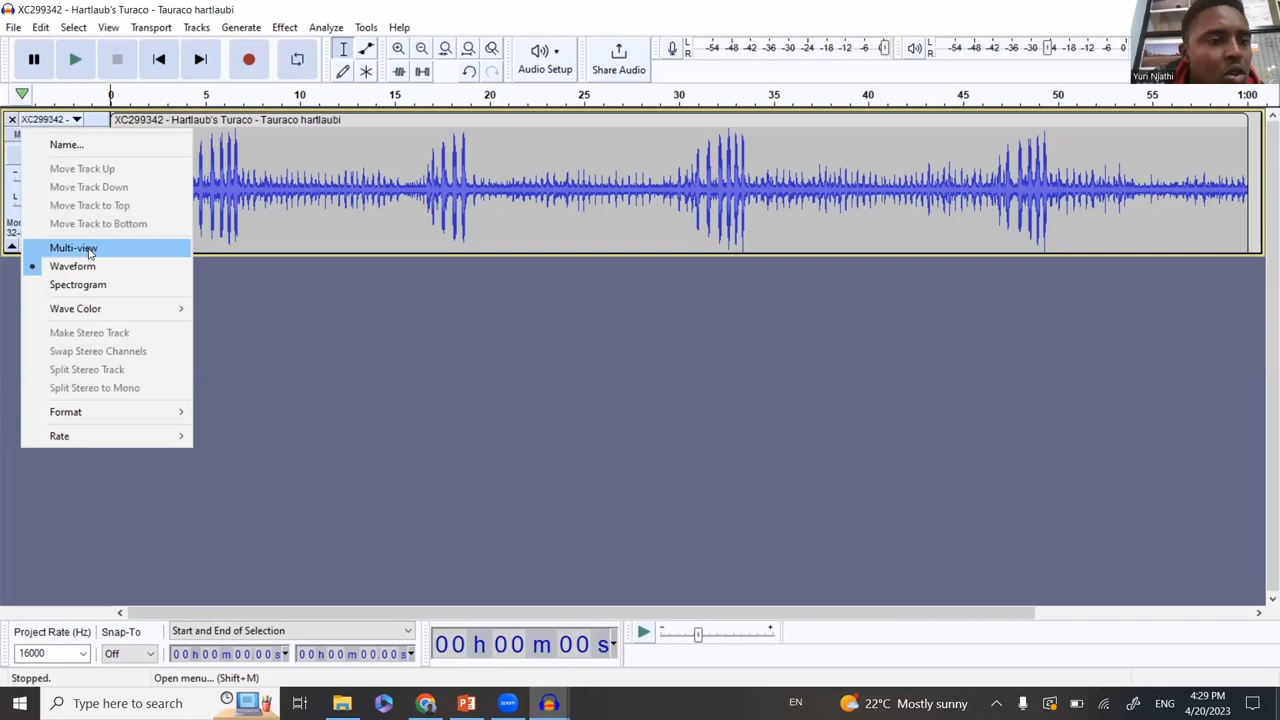 XC299342 - Hartlaub's Turaco - Tauraco hartlaubi
File Edit Select View Transport Tracks Generate Effect Analyze Tools Help
Audio Setup
Share Audio
L R -54 -48 -42 -36 -30 -24 -18 -12 -6
L R -54 -48 -42 -36 -30 -24 -18 -12 -6 0
Yuri Njathi
0 5 10 15 20 25 30 35 40 45 50 55 1:00
XC299342 -
XC299342 - Hartlaub's Turaco - Tauraco hartlaubi
Name...
Move Track Up
Move Track Down
Move Track to Top
Move Track to Bottom
Multi-view
Waveform
Spectrogram
Wave Color
Make Stereo Track
Swap Stereo Channels
Split Stereo Track
Split Stereo to Mono
Format
Rate
Project Rate (Hz)
Snap-To
Start and End of Selection
16000
Off
00 h 00 m 00.00 s
00 h 00 m 00.00 s
00 h 00 m 00 s
Stopped.
Open menu... (Shift+M)
Type here to search
EN
22°C Mostly sunny
ENG
4:29 PM
4/20/2023